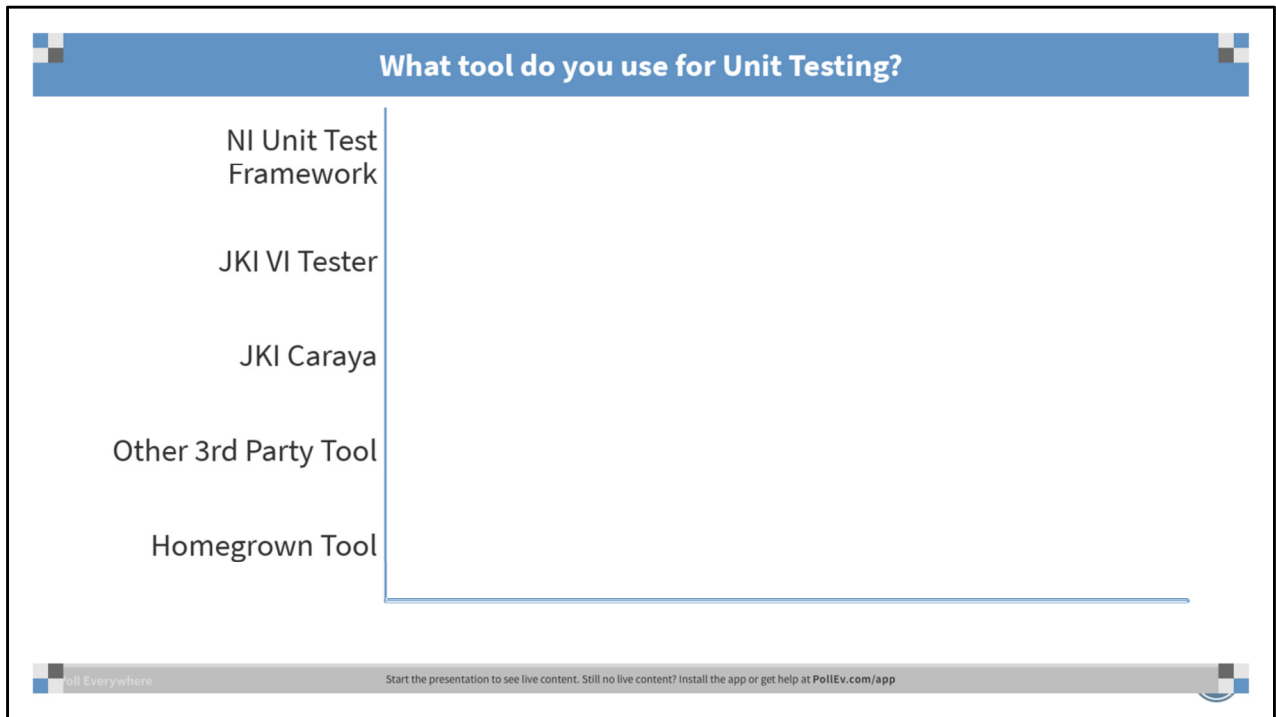 What tool do you use for Unit Testing?
NI Unit Test
Framework
JKI VI Tester
JKI Caraya
Other 3rd Party Tool
Homegrown Tool
Poll Everywhere
Start the presentation to see live content. Still no live content? Install the app or get help at PollEv.com/app